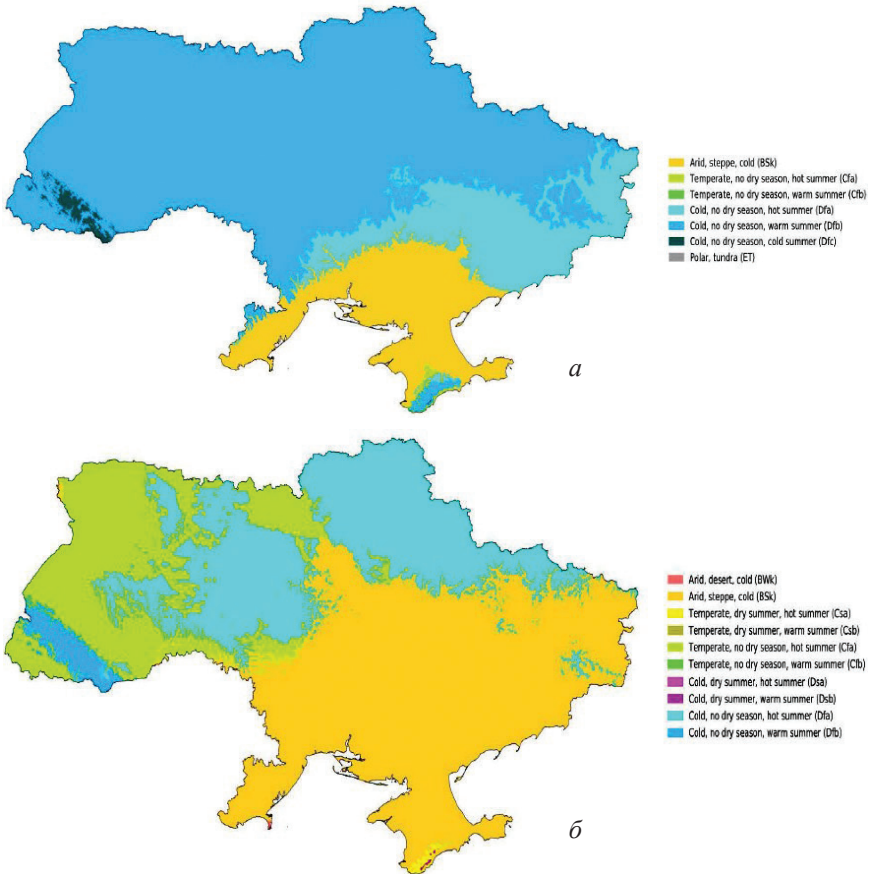 Arid, steppe, cold (BSk)
Temperate, no dry season, hot summer (Cfa)
Temperate, no dry season, warm summer (Cfb)
Cold, no dry season, hot summer (Dfa)
Cold, no dry season, warm summer (Dfb)
Cold, no dry season, cold summer (Dfc)
Polar, tundra (ET)
а
Arid, desert, cold (BWk)
Arid, steppe, cold (BSk)
Temperate, dry summer, hot summer (Csa)
Temperate, dry summer, warm summer (Csb)
Temperate, no dry season, hot summer (Cfa)
Temperate, no dry season, warm summer (Cfb)
Cold, dry summer, hot summer (Dsa)
Cold, dry summer, warm summer (Dsb)
Cold, no dry season, hot summer (Dfa)
Cold, no dry season, warm summer (Dfb)
б